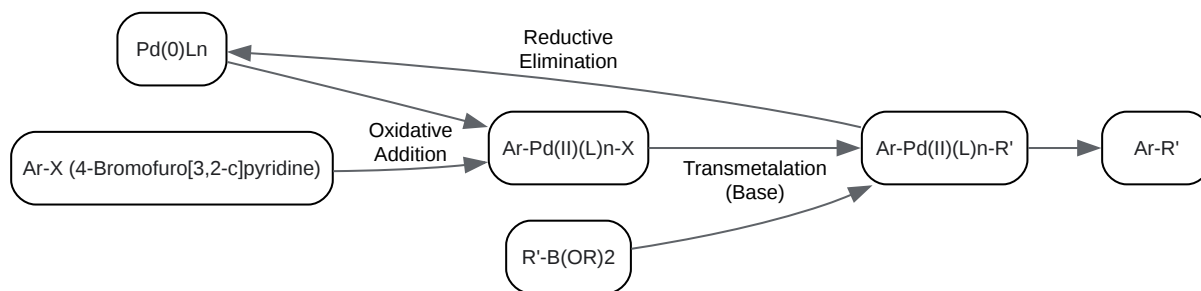 Pd(0)Ln
Reductive
Elimination
Ar-X (4-Bromofuro[3,2-c]pyridine)
Oxidative
Addition
Ar-Pd(II)(L)n-X
Transmetalation
(Base)
R'-B(OR)2
Ar-Pd(II)(L)n-R'
Ar-R'